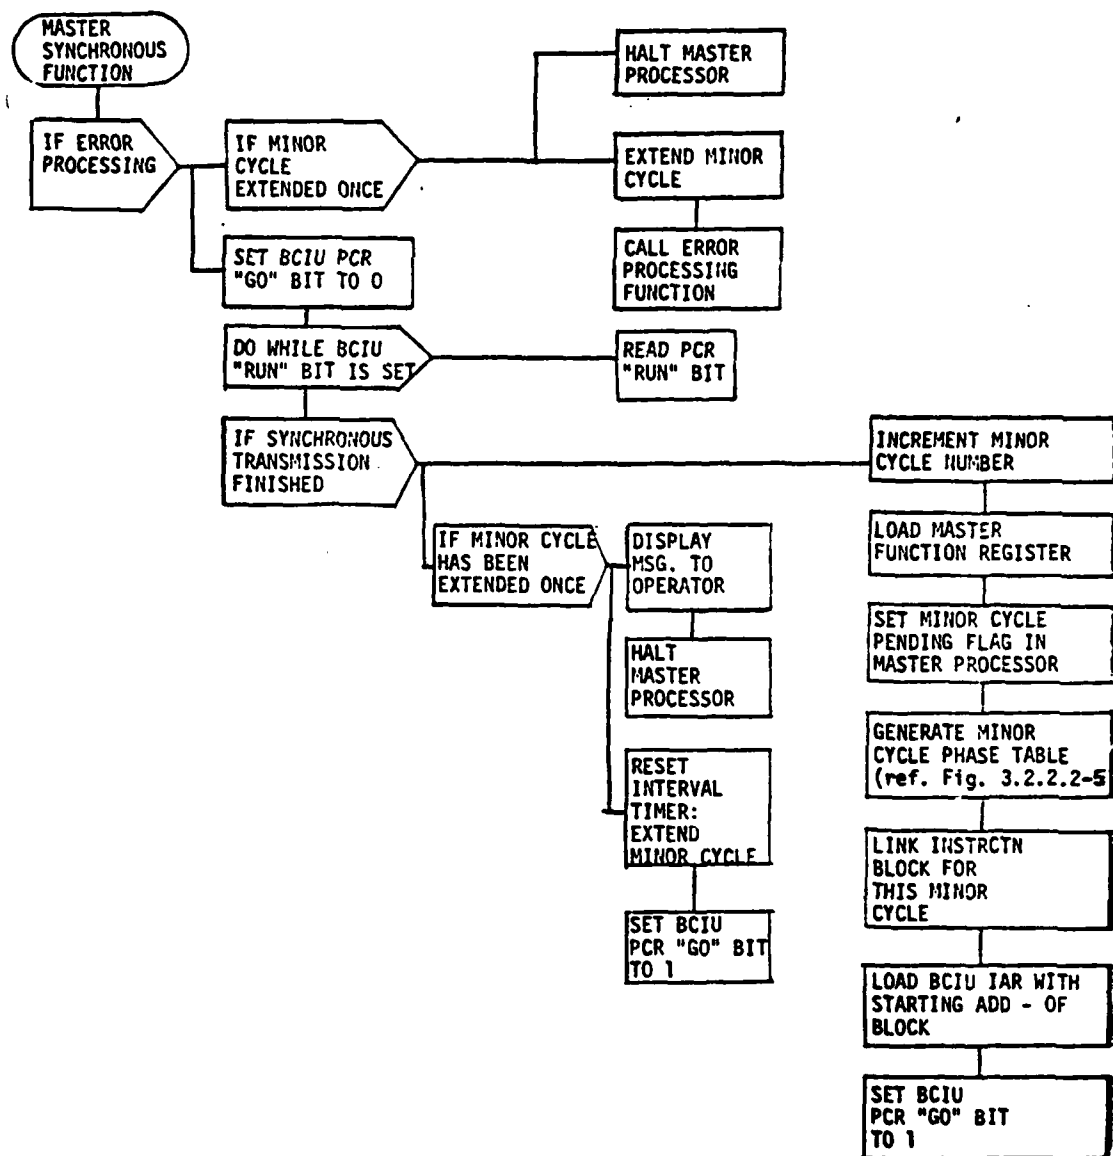 MASTER
SYNCHRONOUS
FUNCTION
IF ERROR
PROCESSING
IF MINOR
CYCLE
EXTENDED ONCE
HALT MASTER
PROCESSOR
EXTEND MINOR
CYCLE
CALL ERROR
PROCESSING
FUNCTION
SET BCIU PCR
"GO" BIT TO 0
DO WHILE BCIU
"RUN" BIT IS SET
READ PCR
"RUN" BIT
IF SYNCHRONOUS
TRANSMISSION
FINISHED
INCREMENT MINOR
CYCLE NUMBER
LOAD MASTER
FUNCTION REGISTER
SET MINOR CYCLE
PENDING FLAG IN
MASTER PROCESSOR
GENERATE MINOR
CYCLE PHASE TABLE
(ref. Fig. 3.2.2.2-5
LINK INSTRCTN
BLOCK FOR
THIS MINOR
CYCLE
LOAD BCIU IAR WITH
STARTING ADD - OF
BLOCK
SET BCIU
PCR "GO" BIT
TO 1
IF MINOR CYCLE
HAS BEEN
EXTENDED ONCE
DISPLAY
MSG. TO
OPERATOR
HALT
MASTER
PROCESSOR
RESET
INTERVAL
TIMER:
EXTEND
MINOR CYCLE
SET BCIU
PCR "GO" BIT
TO 1